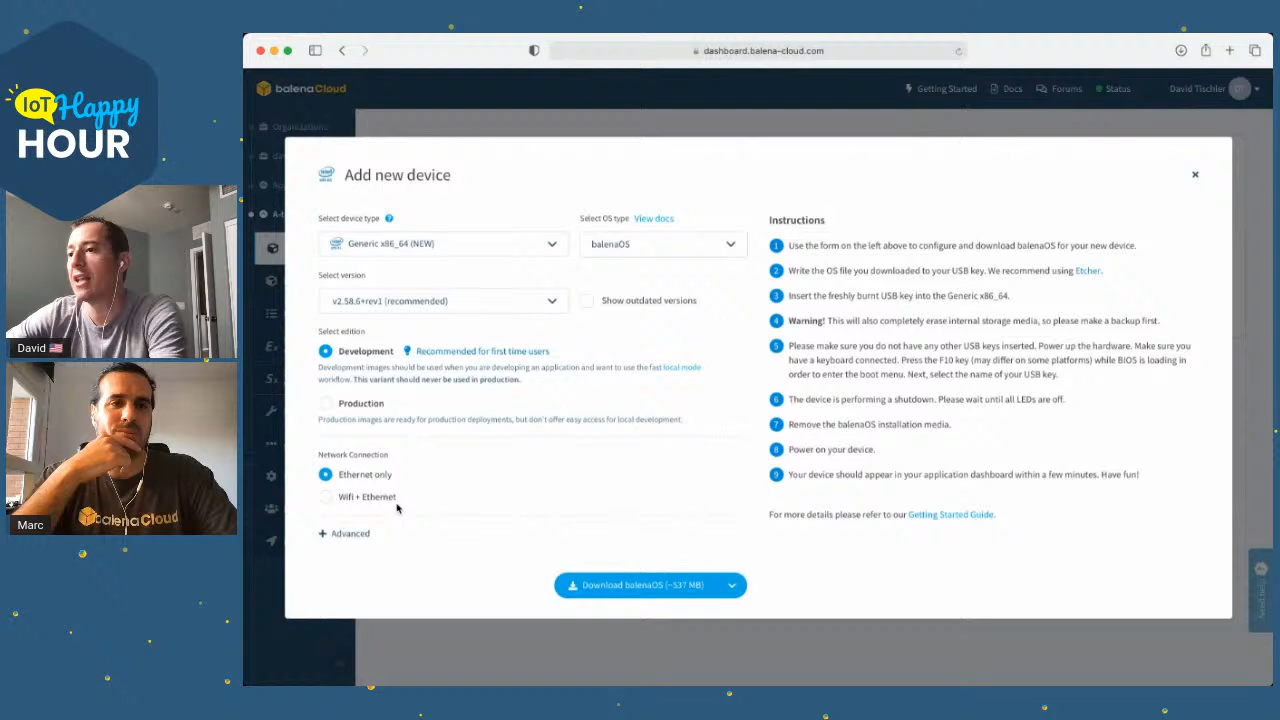 IoT Happy
HOUR
David
Marc
balenaCloud
dashboard.balena-cloud.com
balenaCloud
Getting Started
Docs
Forums
Status
David Tischler
Organizations
Add new device
Select device type
Generic x86_64 (NEW)
Select OS type View docs
balenaOS
Select version
v2.58.6+rev1 (recommended)
Show outdated versions
Select edition
Development
Recommended for first time users
Development images should be used when you are developing an application and want to use the fast local mode
workflow. This variant should never be used in production.
Production
Production images are ready for production deployments, but don't offer easy access for local development.
Network Connection
Ethernet only
Wifi + Ethernet
+ Advanced
Download balenaOS (~537 MB)
Instructions
1 Use the form on the left above to configure and download balenaOS for your new device.
2 Write the OS file you downloaded to your USB key. We recommend using Etcher.
3 Insert the freshly burnt USB key into the Generic x86_64.
4 Warning! This will also completely erase internal storage media, so please make a backup first.
5 Please make sure you do not have any other USB keys inserted. Power up the hardware. Make sure you
have a keyboard connected. Press the F10 key (may differ on some platforms) while BIOS is loading in
order to enter the boot menu. Next, select the name of your USB key.
6 The device is performing a shutdown. Please wait until all LEDs are off.
7 Remove the balenaOS installation media.
8 Power on your device.
9 Your device should appear in your application dashboard within a few minutes. Have fun!
For more details please refer to our Getting Started Guide.
Need help